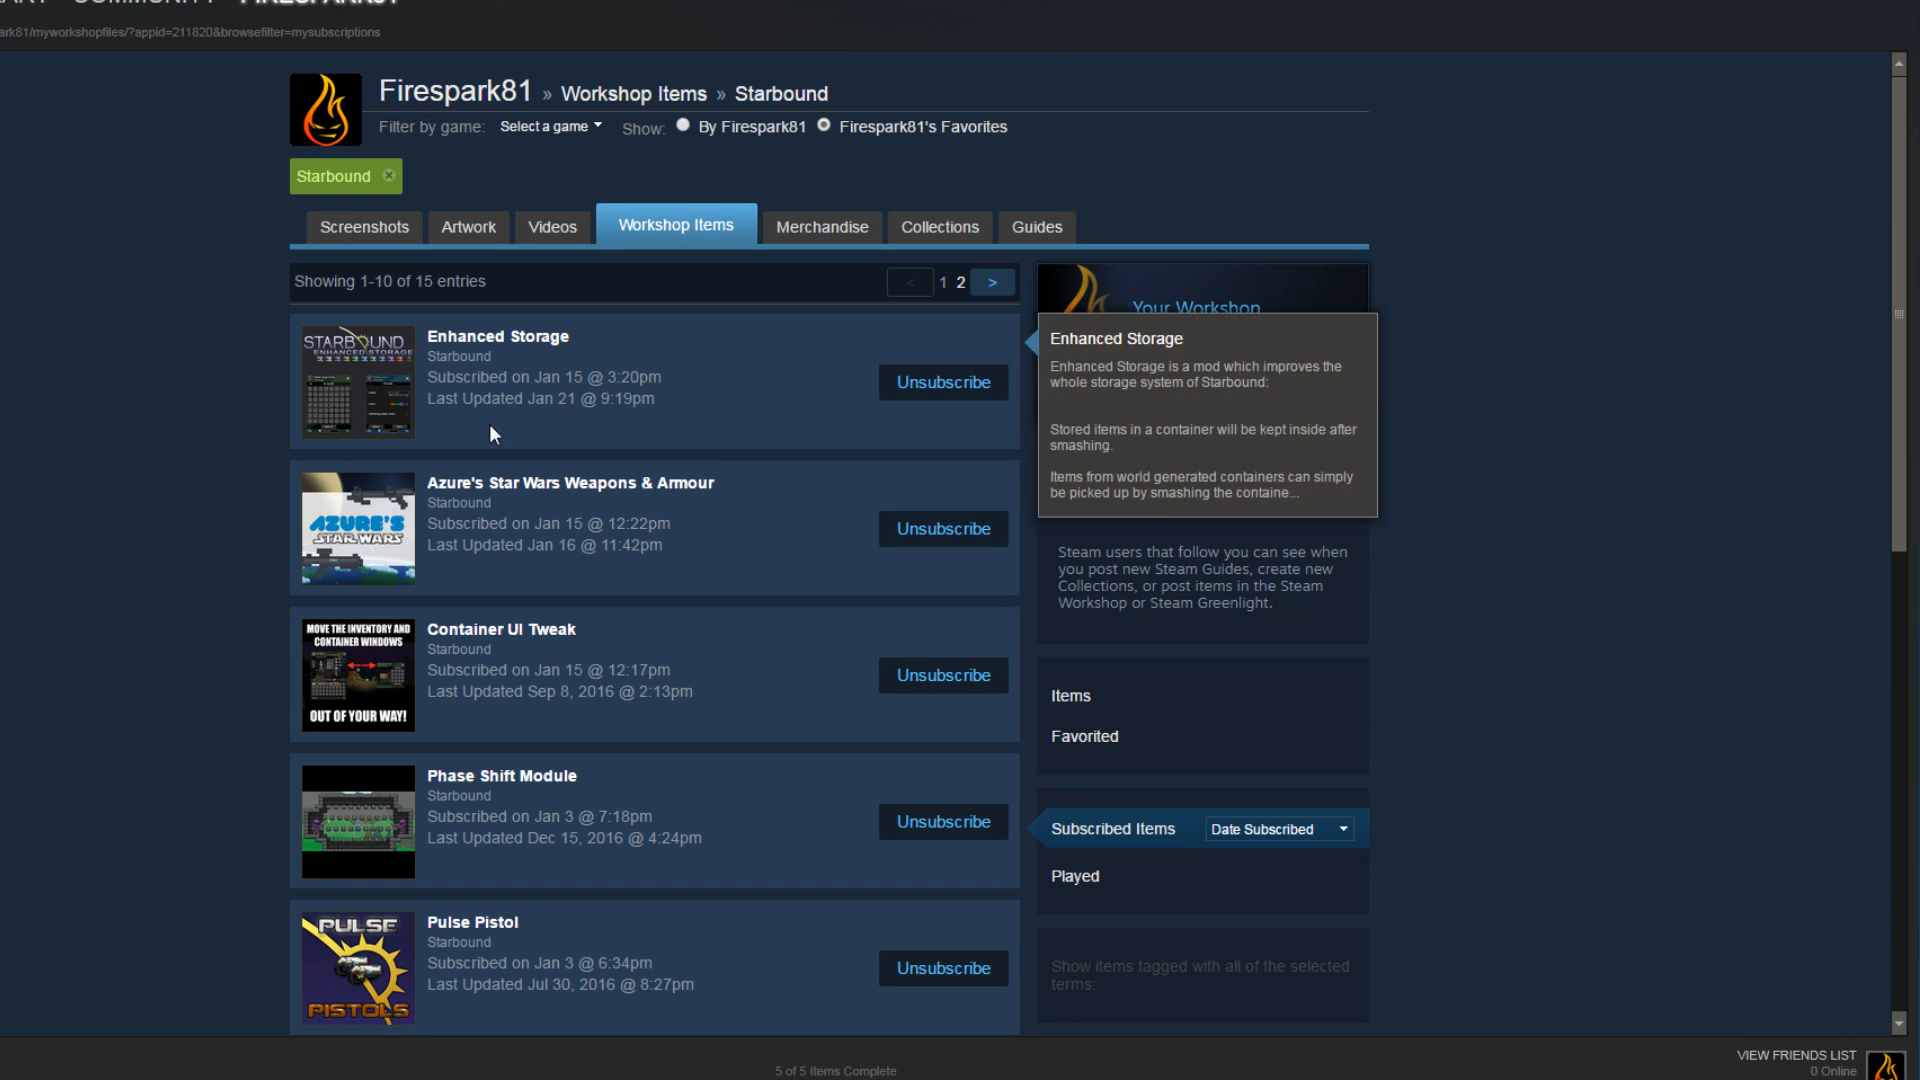 COMMUNITY FIRESPARK81
ark81/myworkshopfiles/?appid=211820&browsefilter=mysubscriptions
Firespark81 » Workshop Items » Starbound
Filter by game: Select a game Show: By Firespark81 Firespark81's Favorites
Starbound
Screenshots Artwork Videos Workshop Items Merchandise Collections Guides
Showing 1-10 of 15 entries
< 1 2 >
Your Workshop
STARBOUND
ENHANCED STORAGE
Enhanced Storage
Starbound
Subscribed on Jan 15 @ 3:20pm
Last Updated Jan 21 @ 9:19pm
Unsubscribe
Enhanced Storage
Enhanced Storage is a mod which improves the
whole storage system of Starbound:
Stored items in a container will be kept inside after
smashing.
Items from world generated containers can simply
be picked up by smashing the containe...
AZURE'S
STAR WARS
Azure's Star Wars Weapons & Armour
Starbound
Subscribed on Jan 15 @ 12:22pm
Last Updated Jan 16 @ 11:42pm
Unsubscribe
Steam users that follow you can see when
you post new Steam Guides, create new
Collections, or post items in the Steam
Workshop or Steam Greenlight.
MOVE THE INVENTORY AND
CONTAINER WINDOWS
OUT OF YOUR WAY!
Container UI Tweak
Starbound
Subscribed on Jan 15 @ 12:17pm
Last Updated Sep 8, 2016 @ 2:13pm
Unsubscribe
Items
Favorited
Phase Shift Module
Starbound
Subscribed on Jan 3 @ 7:18pm
Last Updated Dec 15, 2016 @ 4:24pm
Unsubscribe
Subscribed Items Date Subscribed
Played
PULSE
PISTOLS
Pulse Pistol
Starbound
Subscribed on Jan 3 @ 6:34pm
Last Updated Jul 30, 2016 @ 8:27pm
Unsubscribe
Show items tagged with all of the selected
terms:
5 of 5 Items Complete
VIEW FRIENDS LIST
0 Online